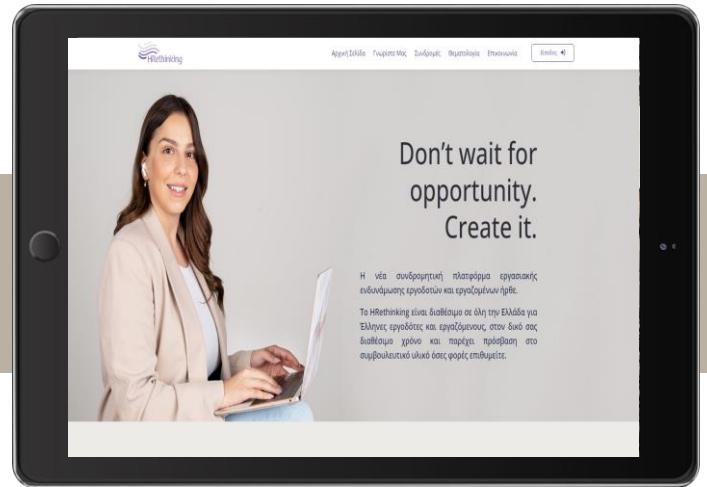 HRethinking
Αρχική Σελίδα Γνωρίστε Μας Συνδρομές Θεματολογία Επικοινωνία Είσοδος
Don't wait for
opportunity.
Create it.
Η νέα συνδρομητική πλατφόρμα εργασιακής
ενδυνάμωσης εργοδοτών και εργαζομένων ήρθε.
Το HRethinking είναι διαθέσιμο σε όλη την Ελλάδα για
Έλληνες εργοδότες και εργαζόμενους, στον δικό σας
διαθέσιμο χρόνο και παρέχει πρόσβαση στο
συμβουλευτικό υλικό όσες φορές επιθυμείτε.